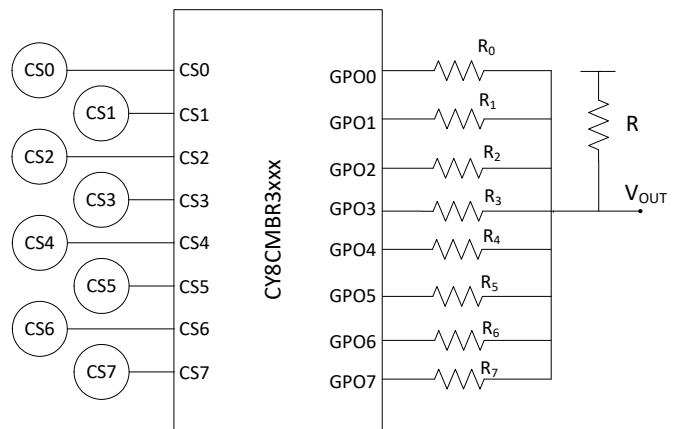 CS0
CS1
CS2
CS3
CS4
CS5
CS6
CS7
CS0
CS1
CS2
CS3
CS4
CS5
CS6
CS7
CY8CMBR3xxx
GPO0
GPO1
GPO2
GPO3
GPO4
GPO5
GPO6
GPO7
R0
R1
R2
R3
R4
R5
R6
R7
R
VOUT